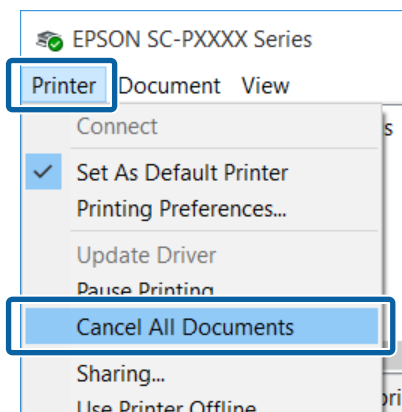 EPSON SC-PXXXX Series
Printer Document View
Connect
Set As Default Printer
Printing Preferences...
Update Driver
Pause Printing
Cancel All Documents
Sharing...
Use Printer Offline